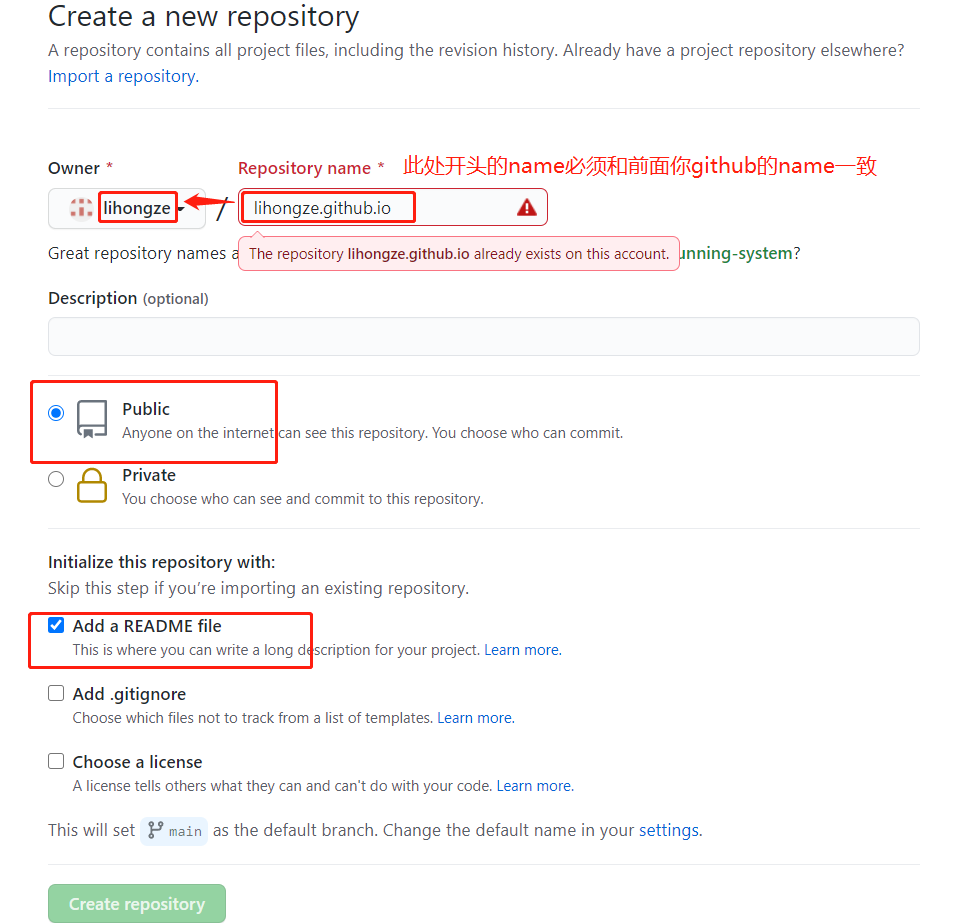 Create a new repository
A repository contains all project files, including the revision history. Already have a project repository elsewhere?
Import a repository.
Owner *
Repository name *
此处开头的name必须和前面你github的name一致
lihongze / lihongze.github.io
Great repository names a
The repository lihongze.github.io already exists on this account.
unning-system?
Description (optional)
Public
Anyone on the internet can see this repository. You choose who can commit.
Private
You choose who can see and commit to this repository.
Initialize this repository with:
Skip this step if you’re importing an existing repository.
Add a README file
This is where you can write a long description for your project. Learn more.
Add .gitignore
Choose which files not to track from a list of templates. Learn more.
Choose a license
A license tells others what they can and can't do with your code. Learn more.
This will set main as the default branch. Change the default name in your settings.
Create repository